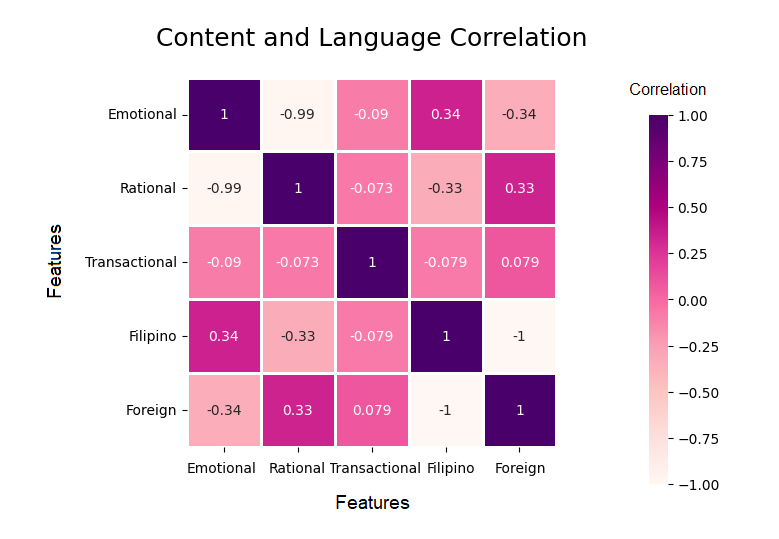 Content and Language Correlation
Correlation
Emotional 1 -0.99 -0.09 0.34 -0.34
Rational -0.99 1 -0.073 -0.33 0.33
Transactional -0.09 -0.073 1 -0.079 0.079
Filipino 0.34 -0.33 -0.079 1 -1
Foreign -0.34 0.33 0.079 -1 1
Emotional Rational Transactional Filipino Foreign
Features
Features
1.00
0.75
0.50
0.25
0.00
−0.25
−0.50
−0.75
−1.00